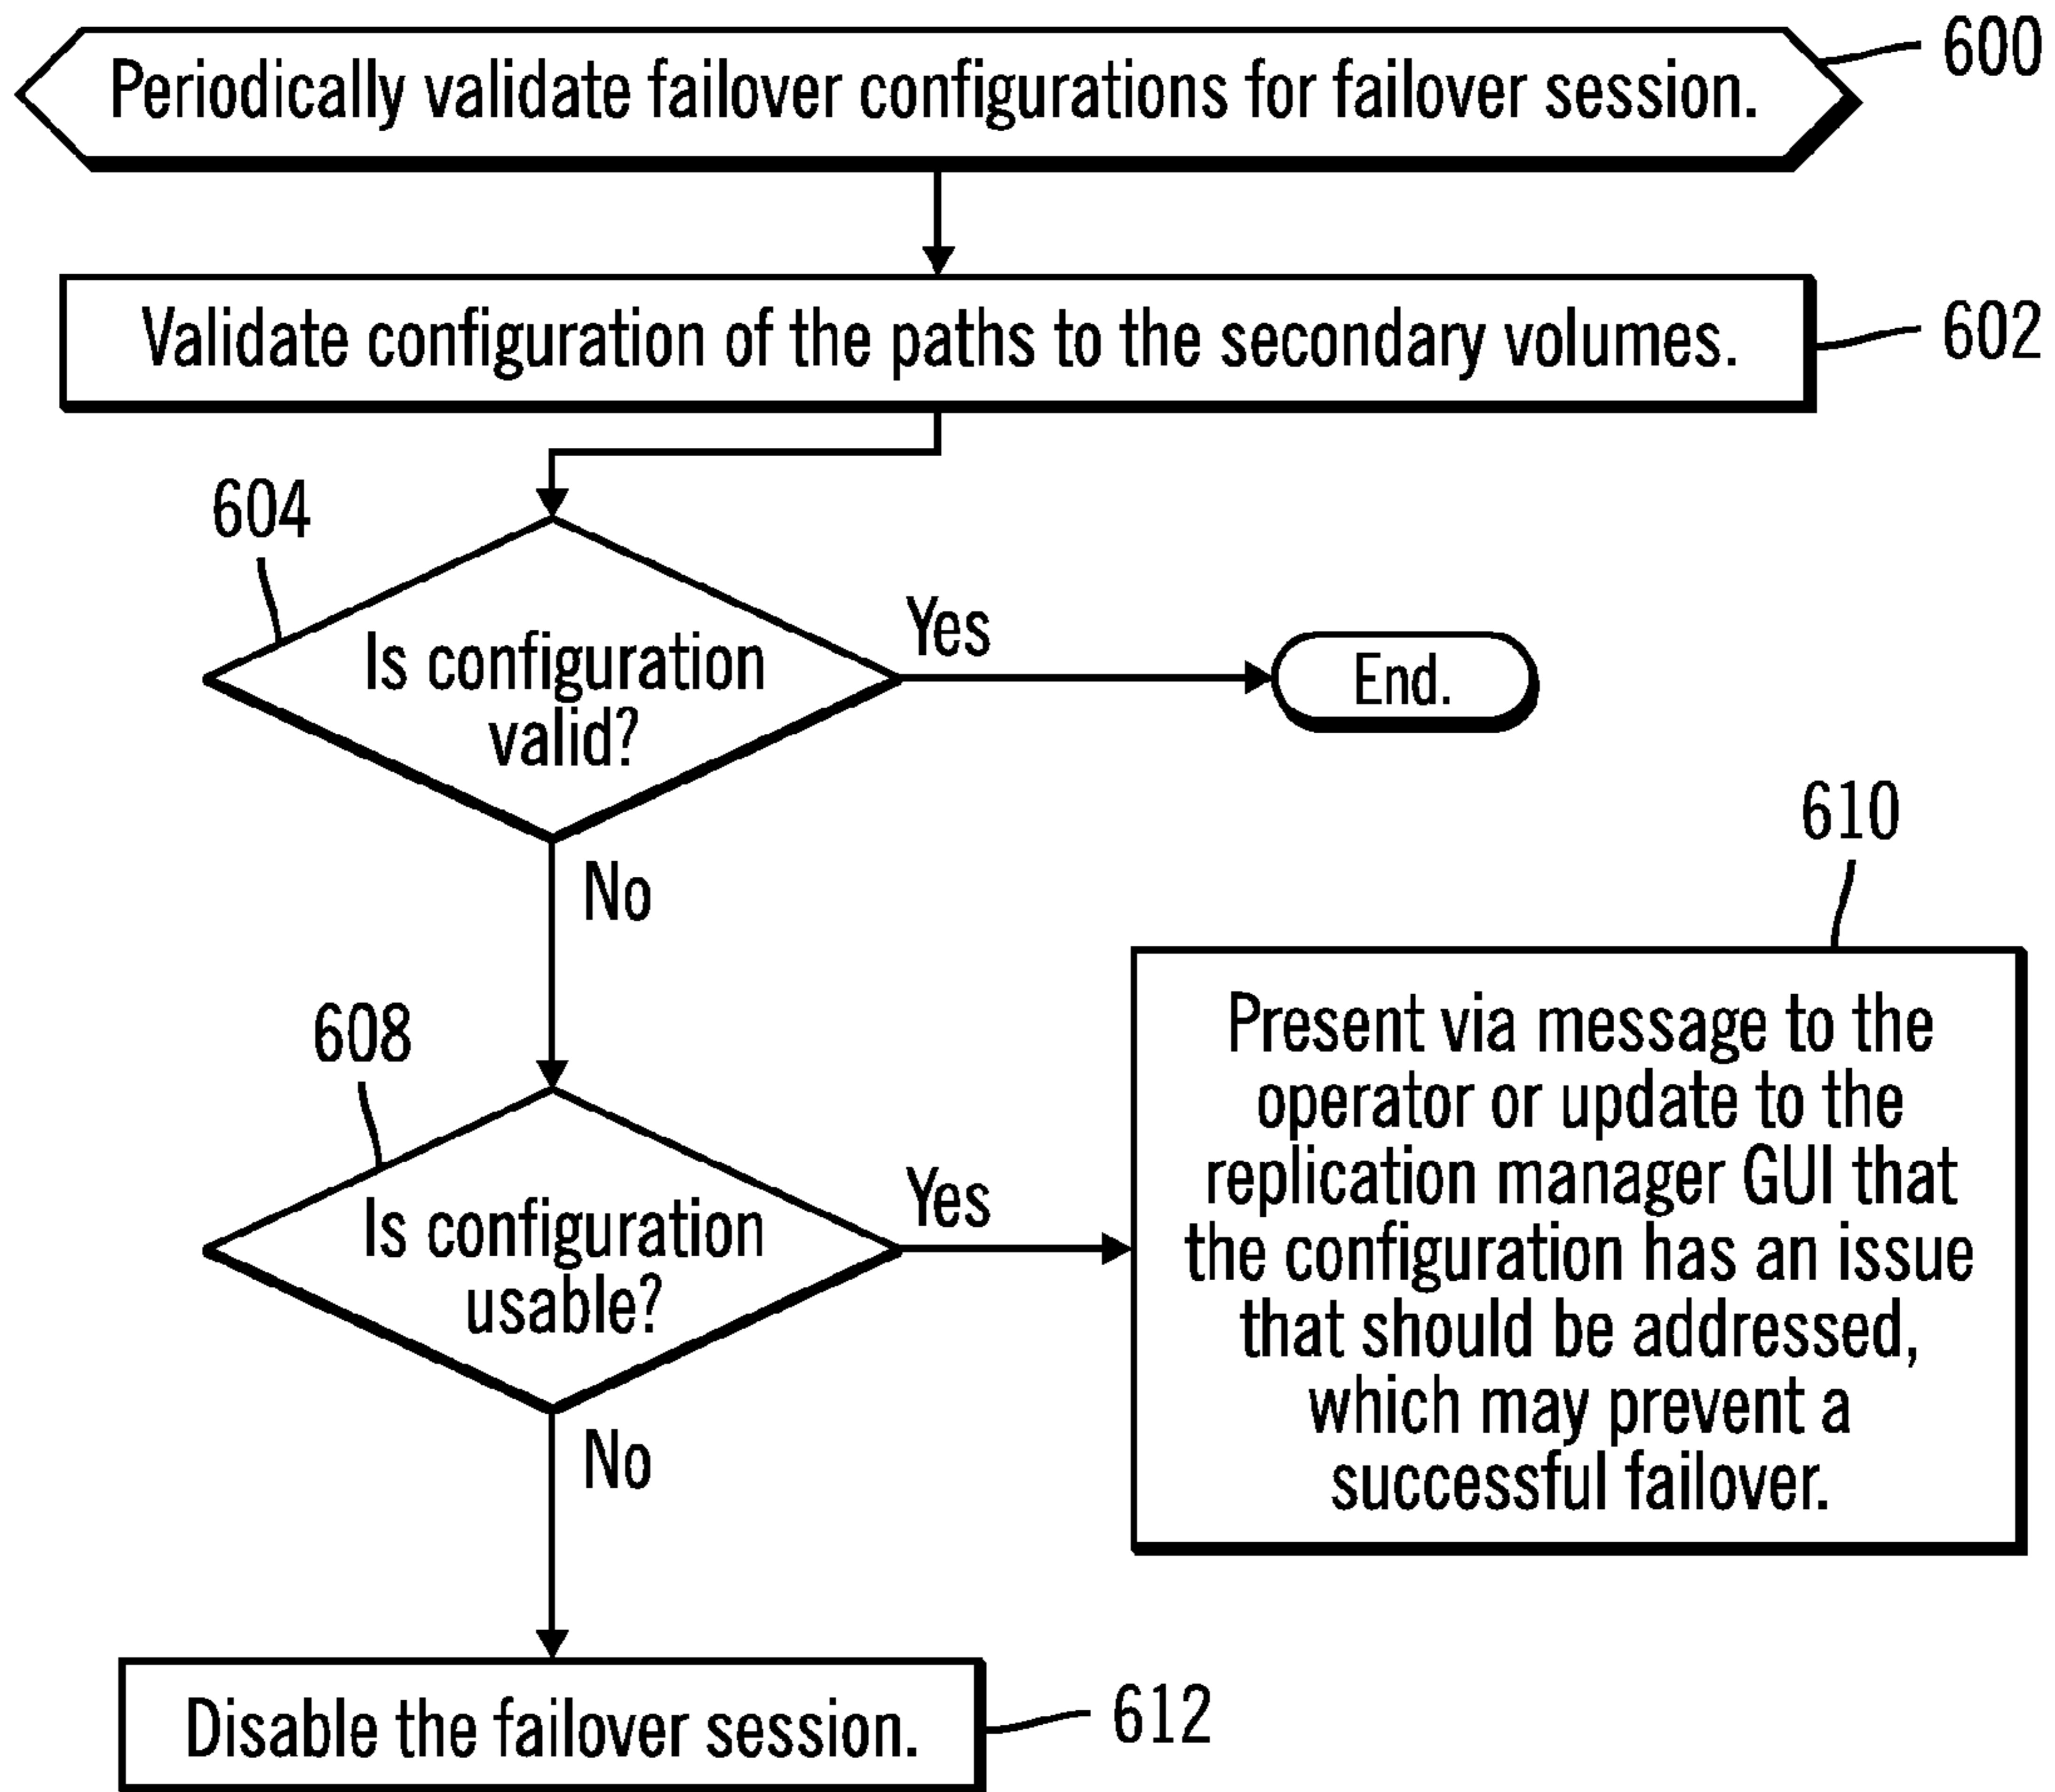 Periodically validate failover configurations for failover session.
600
Validate configuration of the paths to the secondary volumes.
602
604
Is configuration
valid?
Yes
End.
No
608
Is configuration
usable?
Yes
610
Present via message to the
operator or update to the
replication manager GUI that
the configuration has an issue
that should be addressed,
which may prevent a
successful failover.
No
Disable the failover session.
612